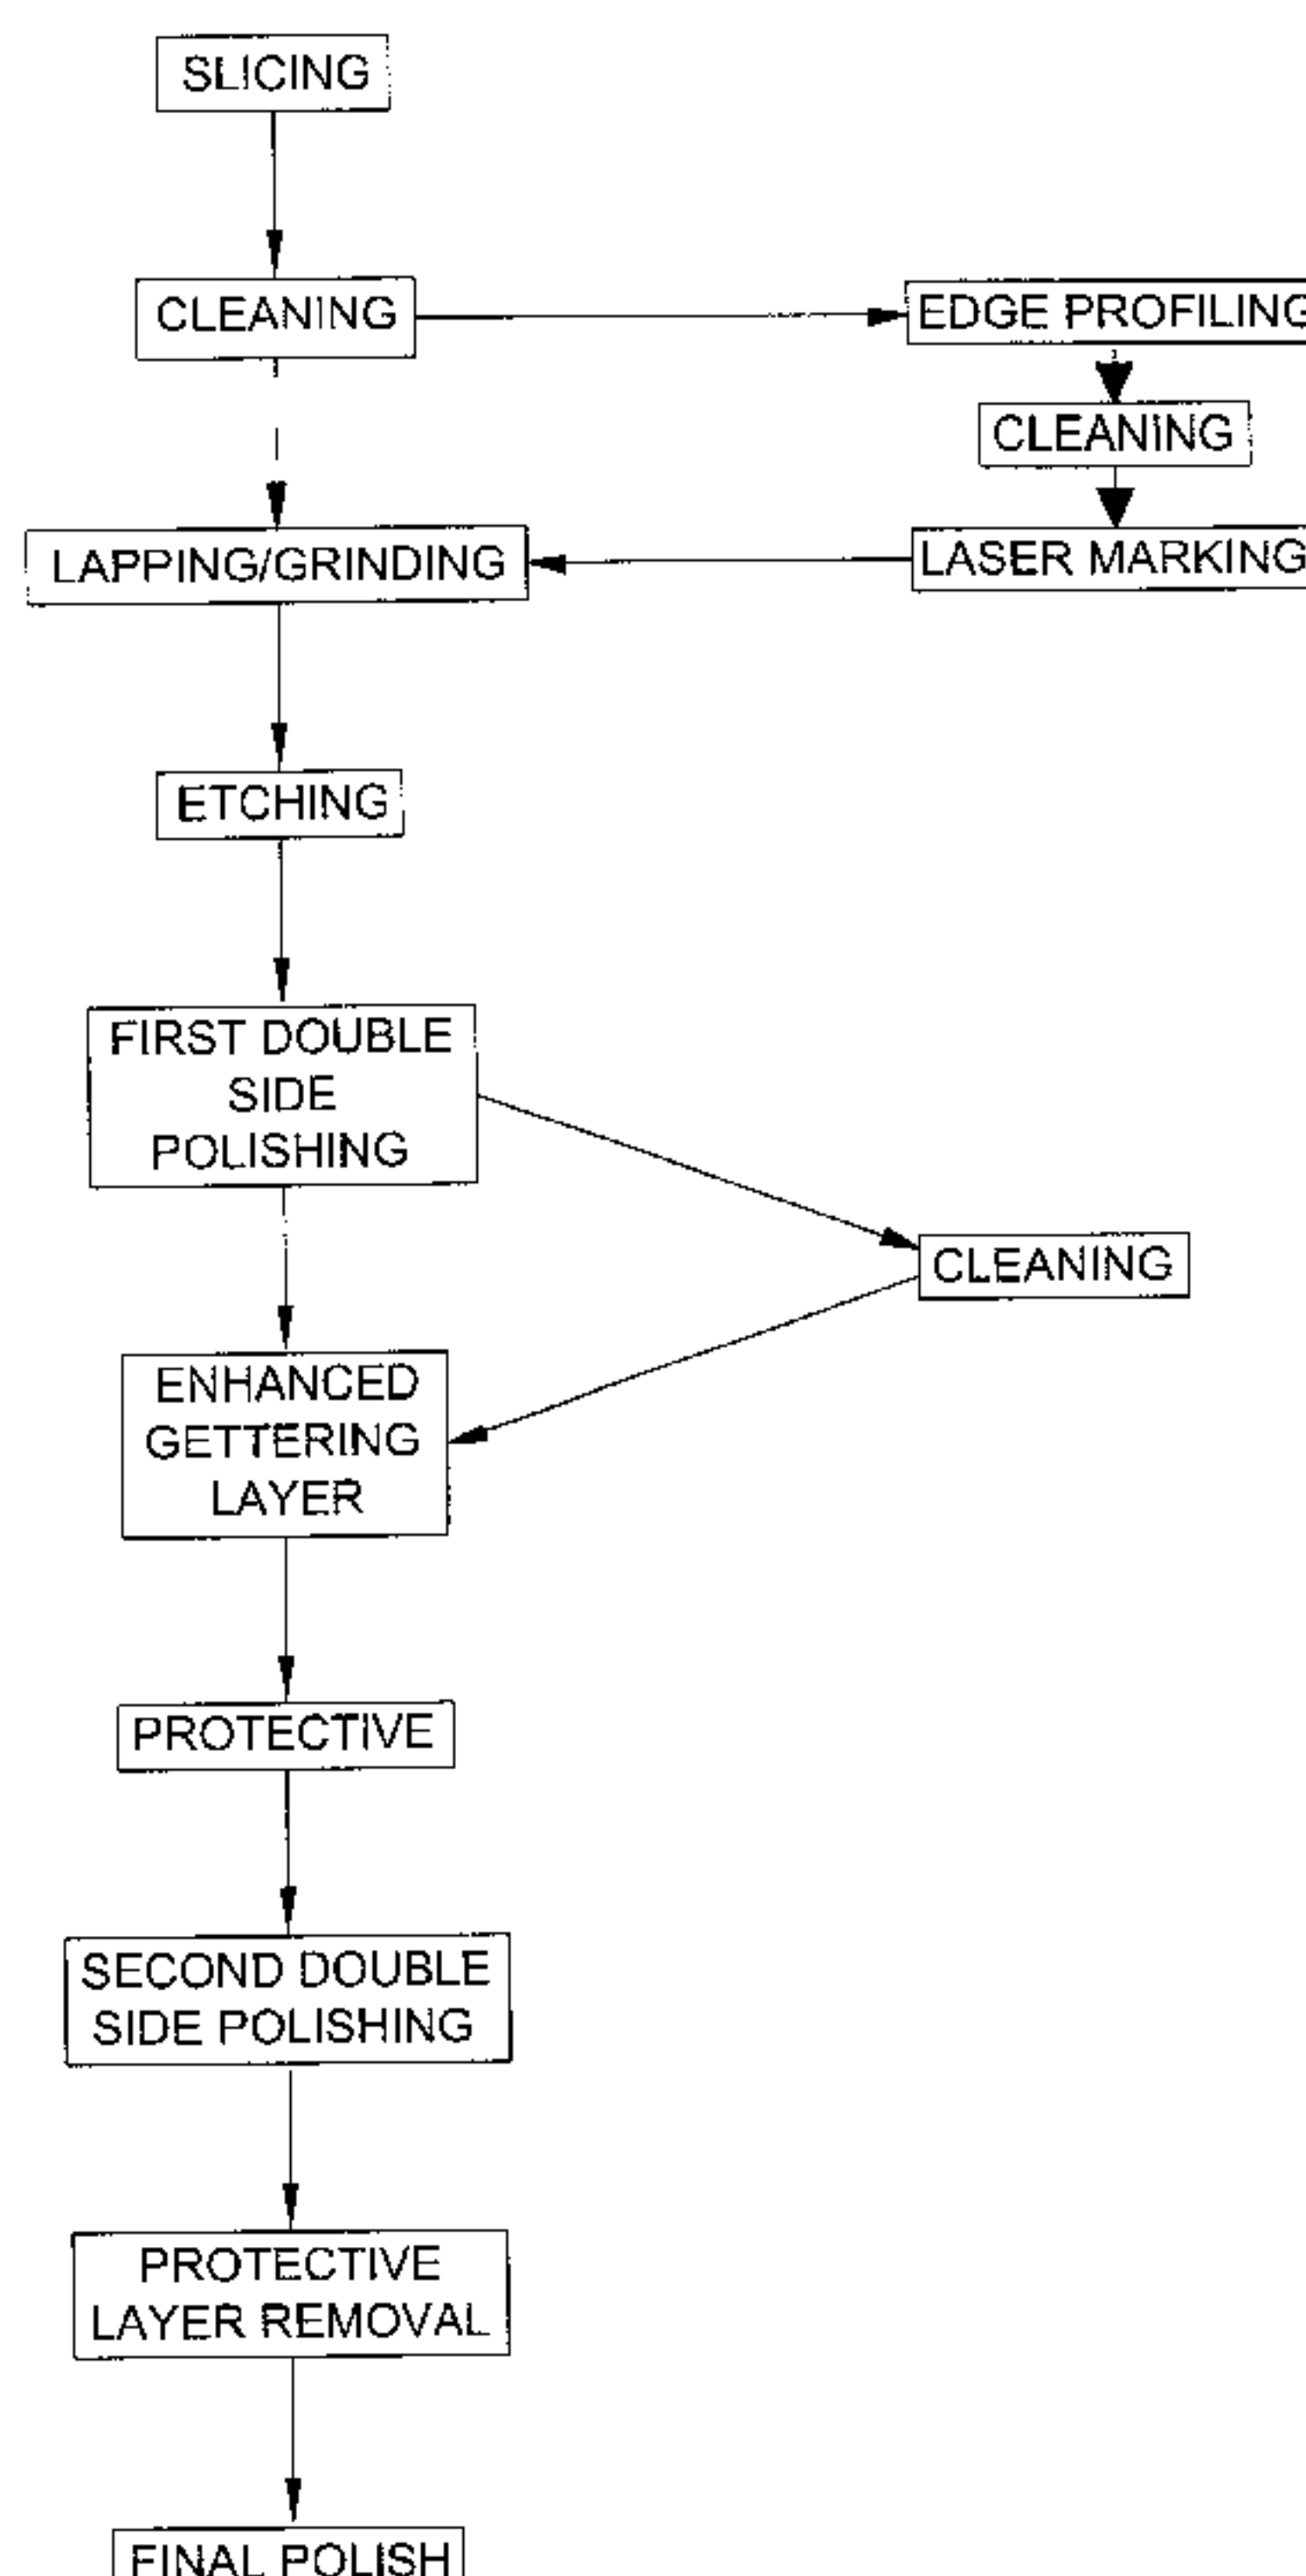 SLICING
CLEANING
EDGE PROFILING
CLEANING
LAPPING/GRINDING
LASER MARKING
ETCHING
FIRST DOUBLE
SIDE
POLISHING
CLEANING
ENHANCED
GETTERING
LAYER
PROTECTIVE
SECOND DOUBLE
SIDE POLISHING
PROTECTIVE
LAYER REMOVAL
FINAL POLISH